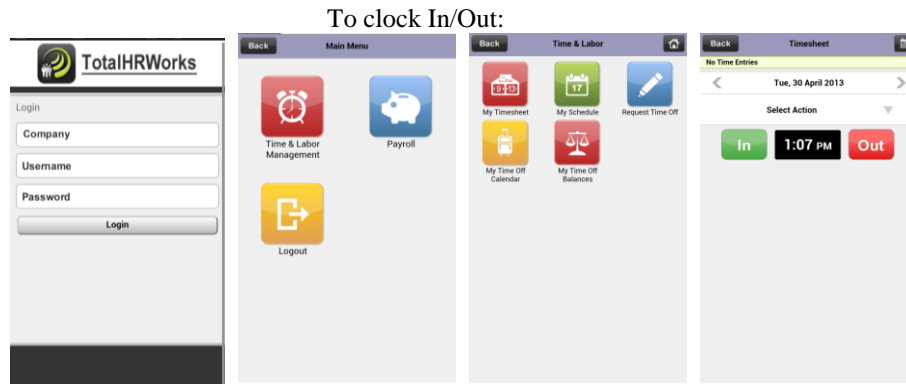 To clock In/Out:
TotalHRWorks
Login
Company
Username
Password
Login
Back Main Menu
Time & Labor
Management
Payroll
Logout
Back Time & Labor
My Timesheet My Schedule Request Time Off
My Time Off
Calendar
My Time Off
Balances
Back Timesheet
No Time Entries
Tue, 30 April 2013
Select Action
In 1:07 PM Out